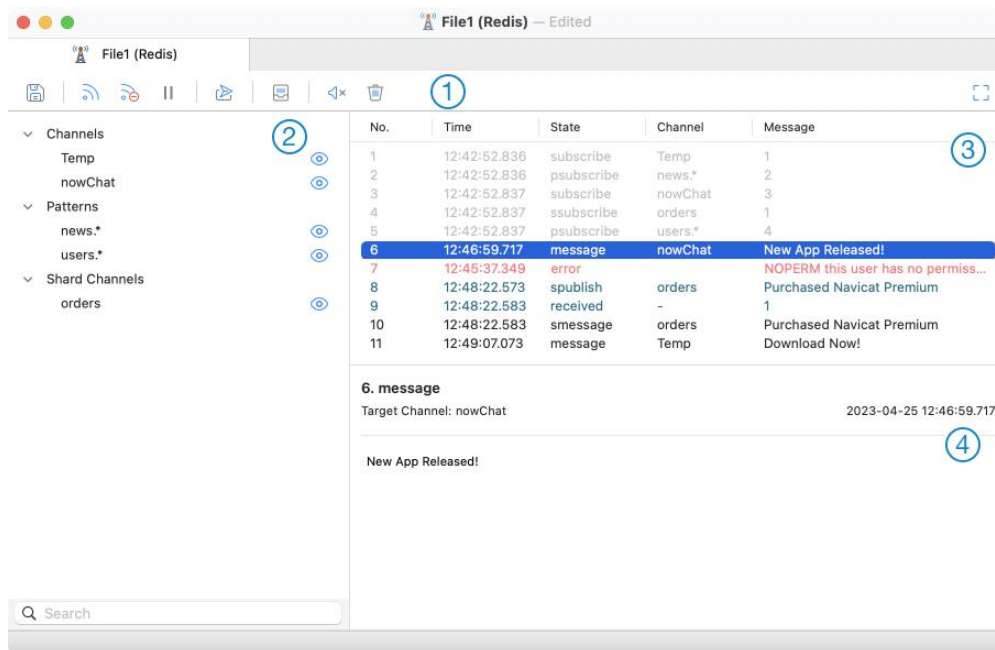 File1 (Redis) — Edited
File1 (Redis)
1
2
Channels
Temp
nowChat
Patterns
news.*
users.*
Shard Channels
orders
Search
No. Time State Channel Message
3
1 12:42:52.836 subscribe Temp 1
2 12:42:52.836 psubscribe news.* 2
3 12:42:52.837 subscribe nowChat 3
4 12:42:52.837 ssubscribe orders 1
5 12:42:52.837 psubscribe users.* 4
6 12:46:59.717 message nowChat New App Released!
7 12:45:37.349 error NOPERM this user has no permiss...
8 12:48:22.573 spublish orders Purchased Navicat Premium
9 12:48:22.583 received - 1
10 12:48:22.583 smessage orders Purchased Navicat Premium
11 12:49:07.073 message Temp Download Now!
6. message
Target Channel: nowChat 2023-04-25 12:46:59.717
4
New App Released!